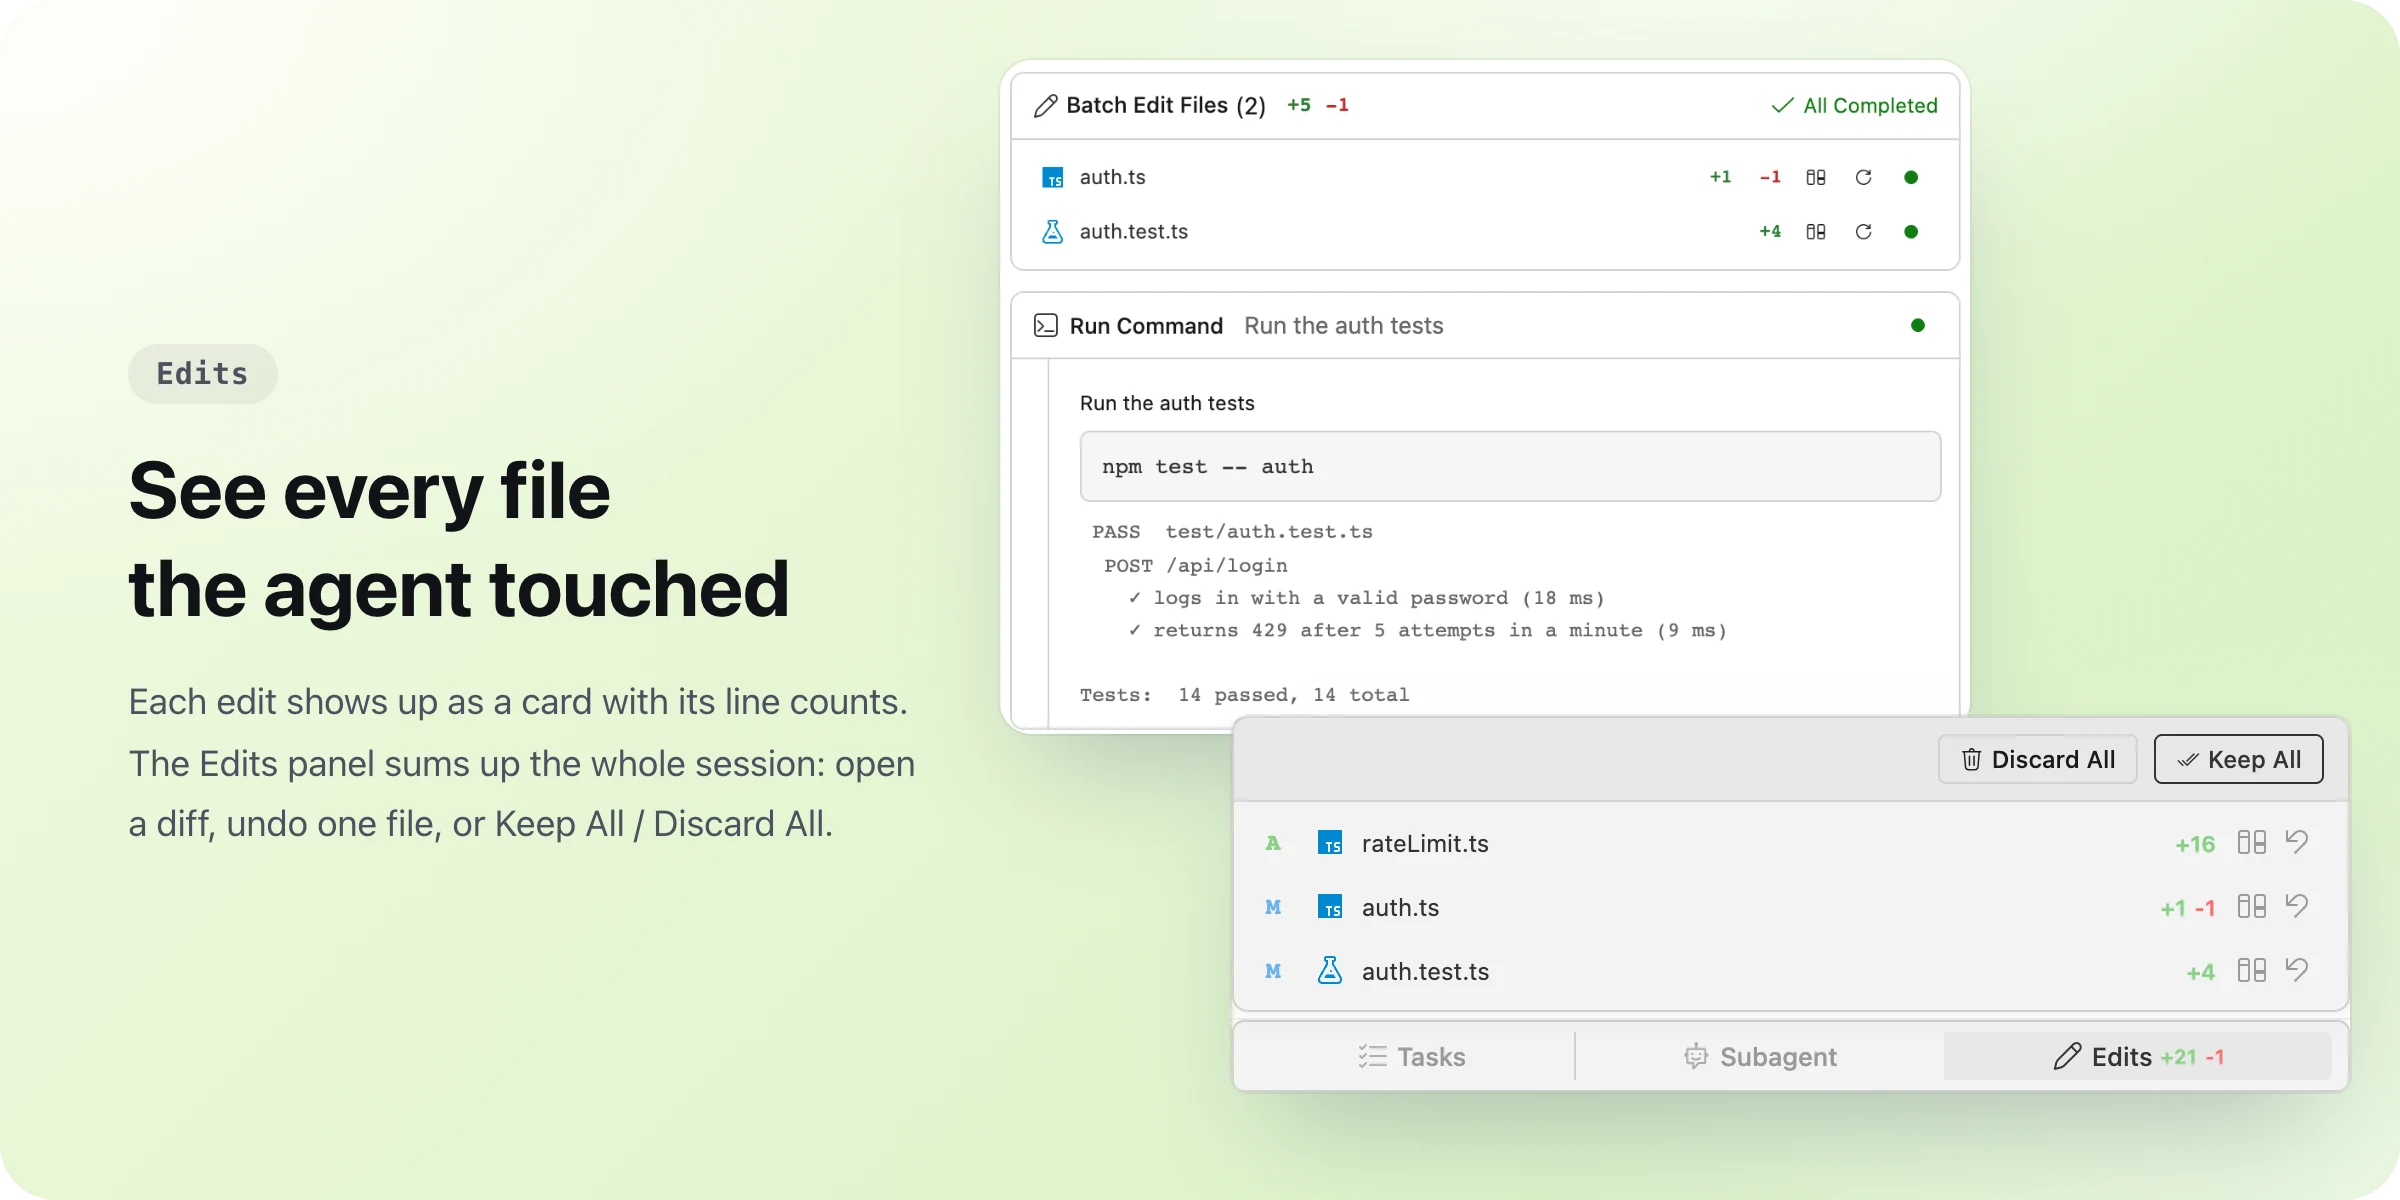 Edits
See every file
the agent touched
Each edit shows up as a card with its line counts.
The Edits panel sums up the whole session: open
a diff, undo one file, or Keep All / Discard All.
Batch Edit Files (2) +5 -1 All Completed
TS auth.ts +1 -1
auth.test.ts +4
Run Command Run the auth tests
Run the auth tests
npm test -- auth
PASS test/auth.test.ts
POST /api/login
✓ logs in with a valid password (18 ms)
✓ returns 429 after 5 attempts in a minute (9 ms)
Tests: 14 passed, 14 total
Discard All Keep All
A TS rateLimit.ts +16
M TS auth.ts +1 -1
M auth.test.ts +4
Tasks Subagent Edits +21 -1